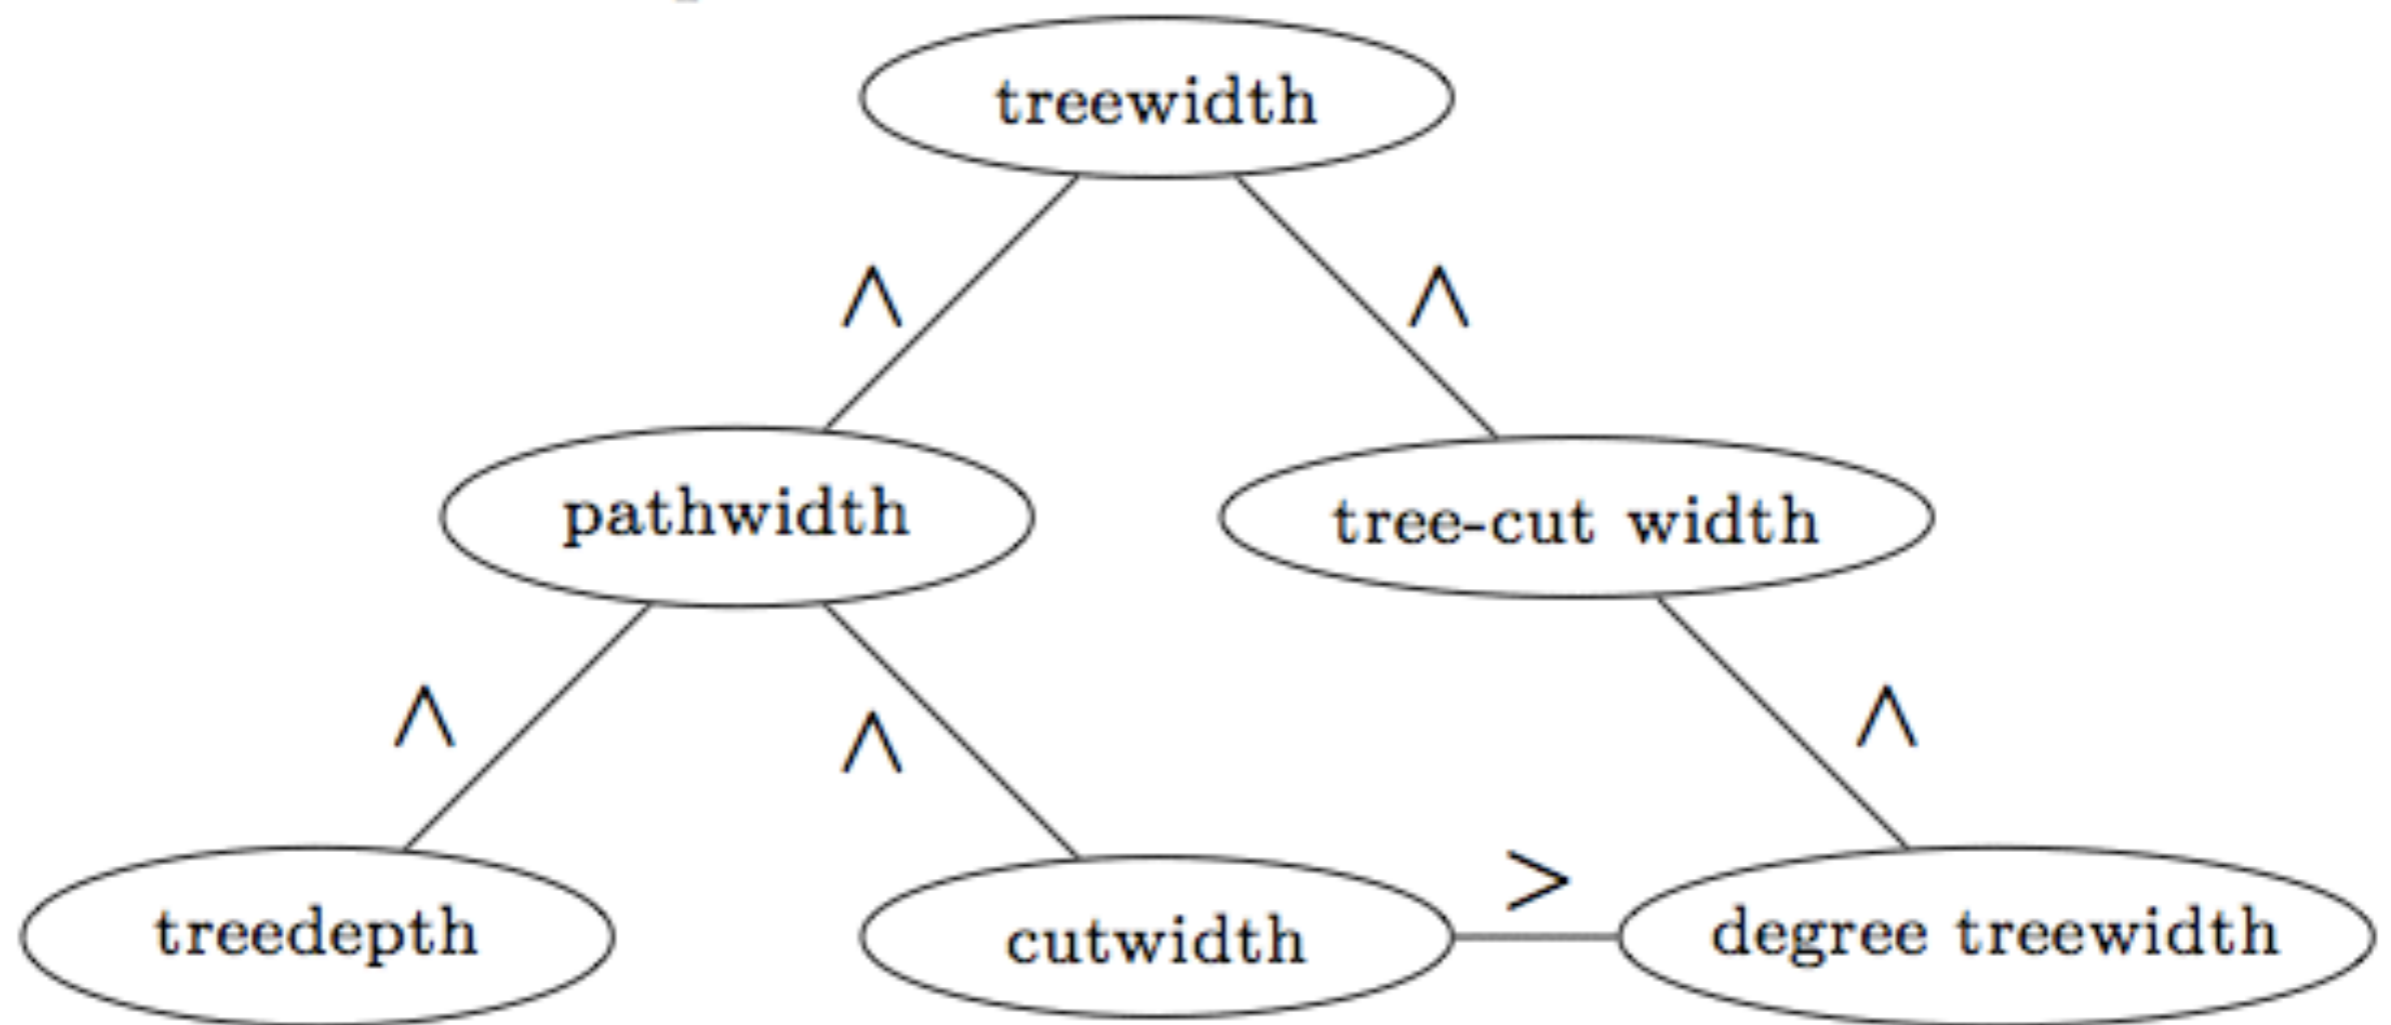 treewidth
∧ ∧
pathwidth tree-cut width
∧ ∧ ∧
>
treedepth cutwidth degree treewidth